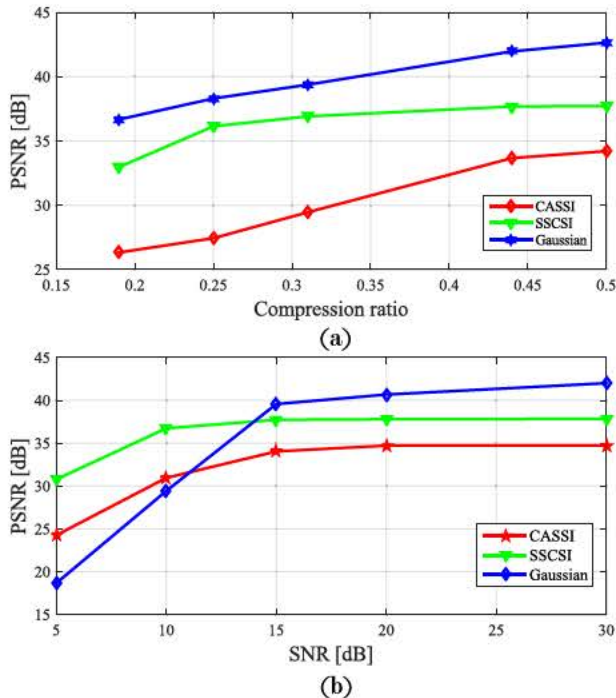 45
40
35
30
25
PSNR [dB]
CASSI
SSCSI
Gaussian
0.15 0.2 0.25 0.3 0.35 0.4 0.45 0.5
Compression ratio
(a)
45
40
35
30
25
20
15
PSNR [dB]
CASSI
SSCSI
Gaussian
5 10 15 20 25 30
SNR [dB]
(b)